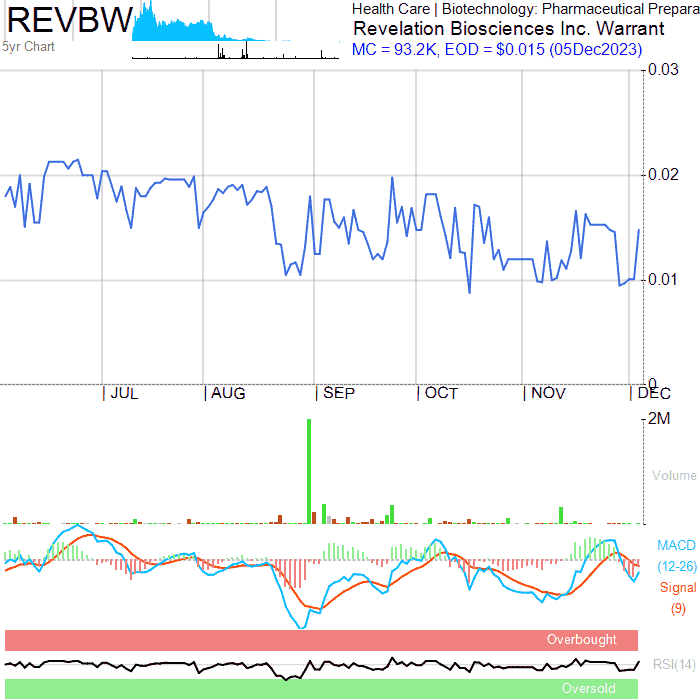 REVBW
5yr Chart
Health Care | Biotechnology: Pharmaceutical Prepara
Revelation Biosciences Inc. Warrant
MC = 93.2K, EOD = $0.015 (05Dec2023)
0.03
0.02
0.01
0
| JUL | AUG | SEP | OCT | NOV | DEC
2M
Volume
MACD
(12-26)
Signal
(9)
Overbought
RSI(14)
Oversold